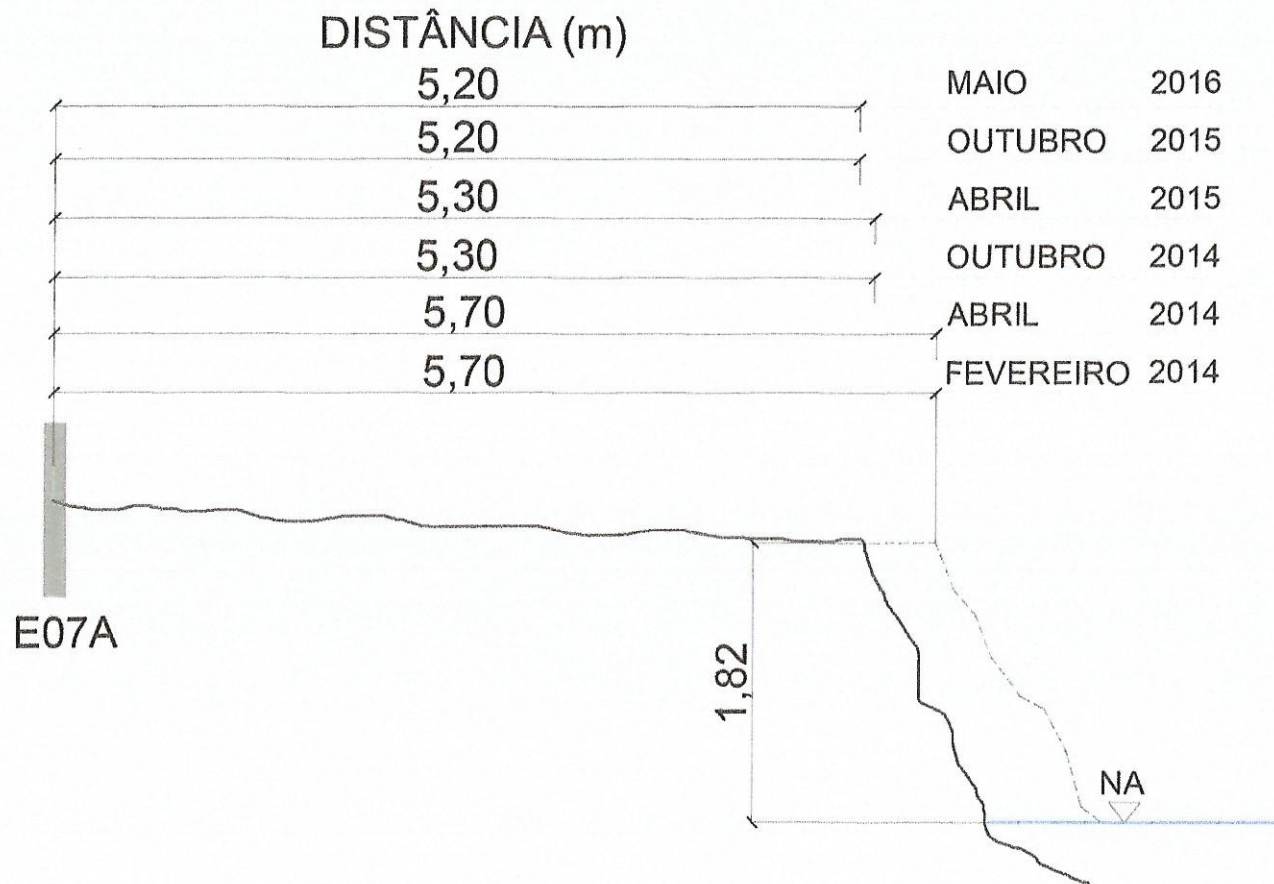 DISTÂNCIA (m)
5,20 MAIO 2016
5,20 OUTUBRO 2015
5,30 ABRIL 2015
5,30 OUTUBRO 2014
5,70 ABRIL 2014
5,70 FEVEREIRO 2014
E07A
1,82
NA